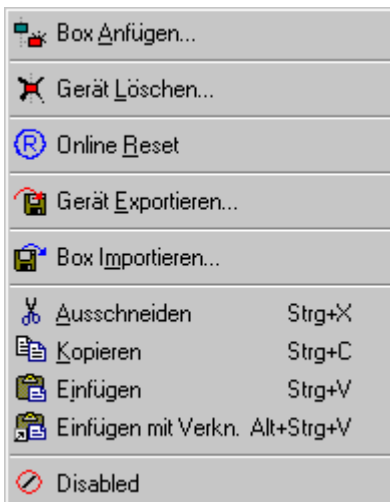 Box Anfügen...
Gerät Löschen...
R Online Reset
Gerät Exportieren...
Box Importieren...
Ausschneiden Strg+X
Kopieren Strg+C
Einfügen Strg+V
Einfügen mit Verkn. Alt+Strg+V
Disabled